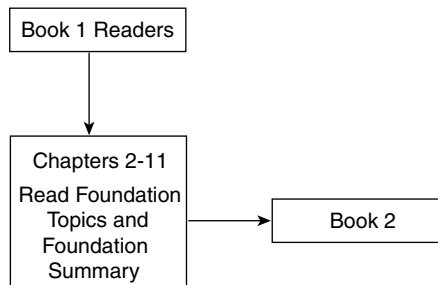 Book 1 Readers
Chapters 2-11
Read Foundation
Topics and
Foundation
Summary
Book 2